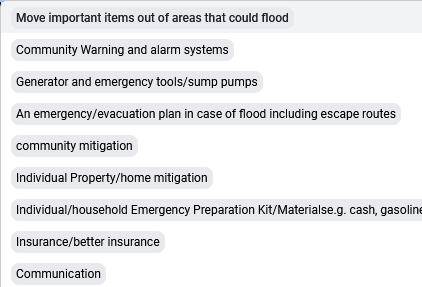 Move important items out of areas that could flood
Community Warning and alarm systems
Generator and emergency tools/sump pumps
An emergency/evacuation plan in case of flood including escape routes
community mitigation
Individual Property/home mitigation
Individual/household Emergency Preparation Kit/Materialse.g. cash, gasoline
Insurance/better insurance
Communication